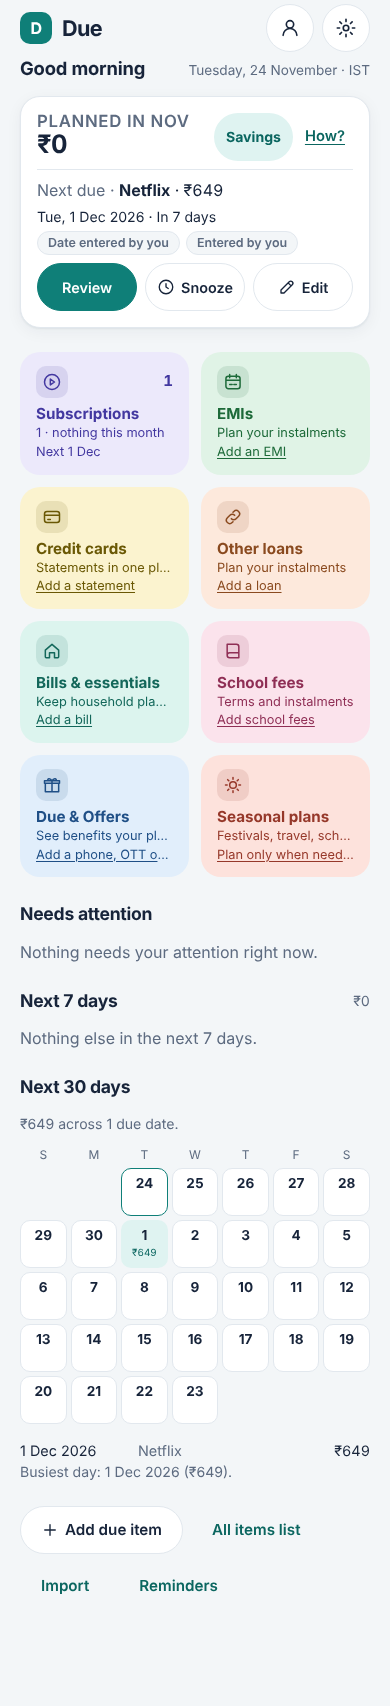 D Due
Good morning
Tuesday, 24 November · IST
PLANNED IN NOV
₹0
Savings
How?
Next due · Netflix · ₹649
Tue, 1 Dec 2026 · In 7 days
Date entered by you
Entered by you
Review
Snooze
Edit
1
Subscriptions
1 · nothing this month
Next 1 Dec
EMIs
Plan your instalments
Add an EMI
Credit cards
Statements in one pl...
Add a statement
Other loans
Plan your instalments
Add a loan
Bills & essentials
Keep household pla...
Add a bill
School fees
Terms and instalments
Add school fees
Due & Offers
See benefits your pl...
Add a phone, OTT o...
Seasonal plans
Festivals, travel, sch...
Plan only when need...
Needs attention
Nothing needs your attention right now.
Next 7 days ₹0
Nothing else in the next 7 days.
Next 30 days
₹649 across 1 due date.
S M T W T F S
24 25 26 27 28
29 30 1 2 3 4 5
₹649
6 7 8 9 10 11 12
13 14 15 16 17 18 19
20 21 22 23
1 Dec 2026 Netflix ₹649
Busiest day: 1 Dec 2026 (₹649).
+ Add due item
All items list
Import
Reminders